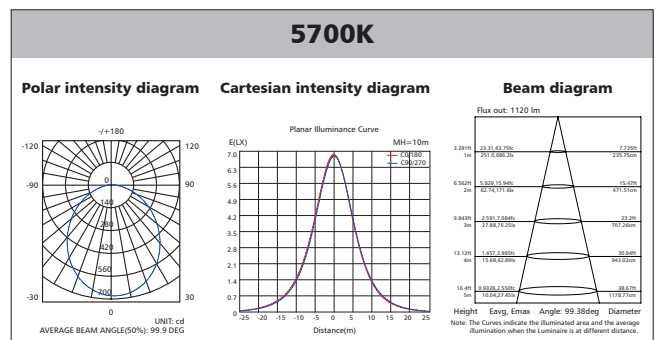 5700K
Polar intensity diagram
-/+180
-120
120
-90
90
0
140
280
420
560
700
-30
30
0
UNIT: cd
AVERAGE BEAM ANGLE(50%): 99.9 DEG
Cartesian intensity diagram
Planar Illuminance Curve
E(LX) MH=10m
C0/180
C90/270
7.0
6.3
5.6
4.9
4.2
3.5
2.8
2.1
1.4
0.7
0
-25 -20 -15 -10 -5 0 5 10 15 20 25
Distance(m)
Beam diagram
Flux out: 1120 lm
3.281ft 23.31,63.75fc 7.735ft
1m 251.0,686.2lx 235.75cm
6.562ft 5.829,15.94fc 15.47ft
2m 62.74,171.6lx 471.51cm
9.843ft 2.591,7.084fc 23.2ft
3m 27.88,76.25lx 707.26cm
13.12ft 1.457,3.985fc 30.94ft
4m 15.68,42.89lx 943.02cm
16.4ft 0.9326,2.550fc 38.67ft
5m 10.04,27.45lx 1178.77cm
Height Eavg, Emax Angle: 99.38deg Diameter
Note: The Curves indicate the illuminated area and the average
illumination when the Luminaire is at different distance.